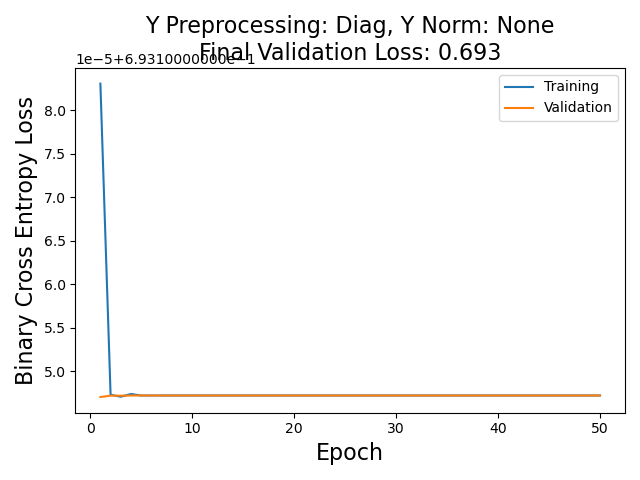 Y Preprocessing: Diag, Y Norm: None
Final Validation Loss: 0.693
1e−5+6.9310000000e−1
Training
Validation
8.0
7.5
7.0
6.5
6.0
5.5
5.0
Binary Cross Entropy Loss
0 10 20 30 40 50
Epoch